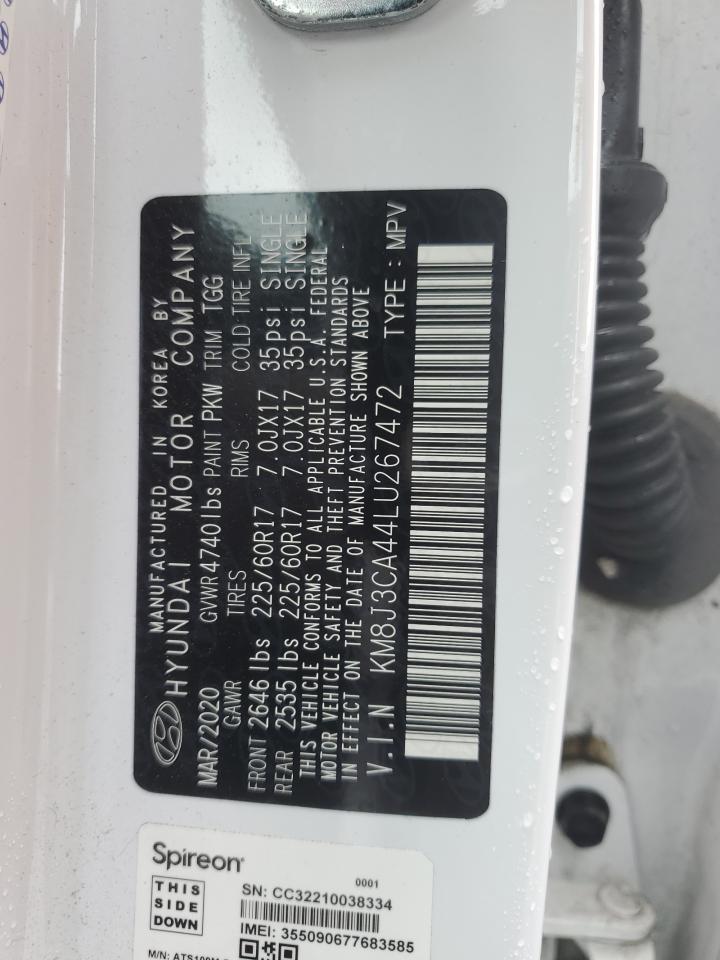 MANUFACTURED IN KOREA BY
HYUNDAI MOTOR COMPANY
MAR/2020 GVWR 4740 lbs PAINT PKW TRIM TGG
GAWR TIRES RIMS COLD TIRE INFL
FRONT 2646 lbs 225/60R17 7.0JX17 35psi SINGLE
REAR 2535 lbs 225/60R17 7.0JX17 35psi SINGLE
THIS VEHICLE CONFORMS TO ALL APPLICABLE U.S.A. FEDERAL
MOTOR VEHICLE SAFETY AND THEFT PREVENTION STANDARDS
IN EFFECT ON THE DATE OF MANUFACTURE SHOWN ABOVE
V.I.N KM8J3CA44LU267472 TYPE : MPV
Spireon
0001
THIS SIDE DOWN
SN: CC32210038334
IMEI: 355090677683585
M/N: